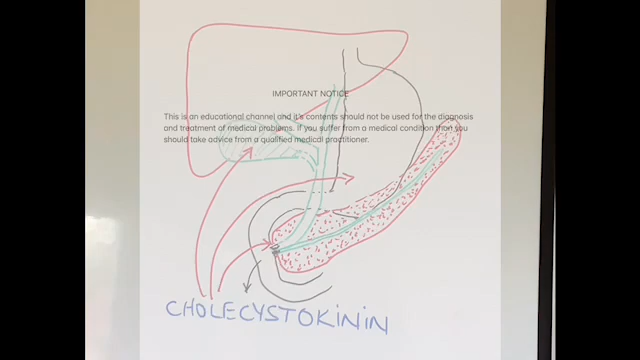 IMPORTANT NOTICE
This is an educational channel and it's contents should not be used for the diagnosis
and treatment of medical problems. If you suffer from a medical condition then you
should take advice from a qualified medical practitioner.
CHOLECYSTOKININ